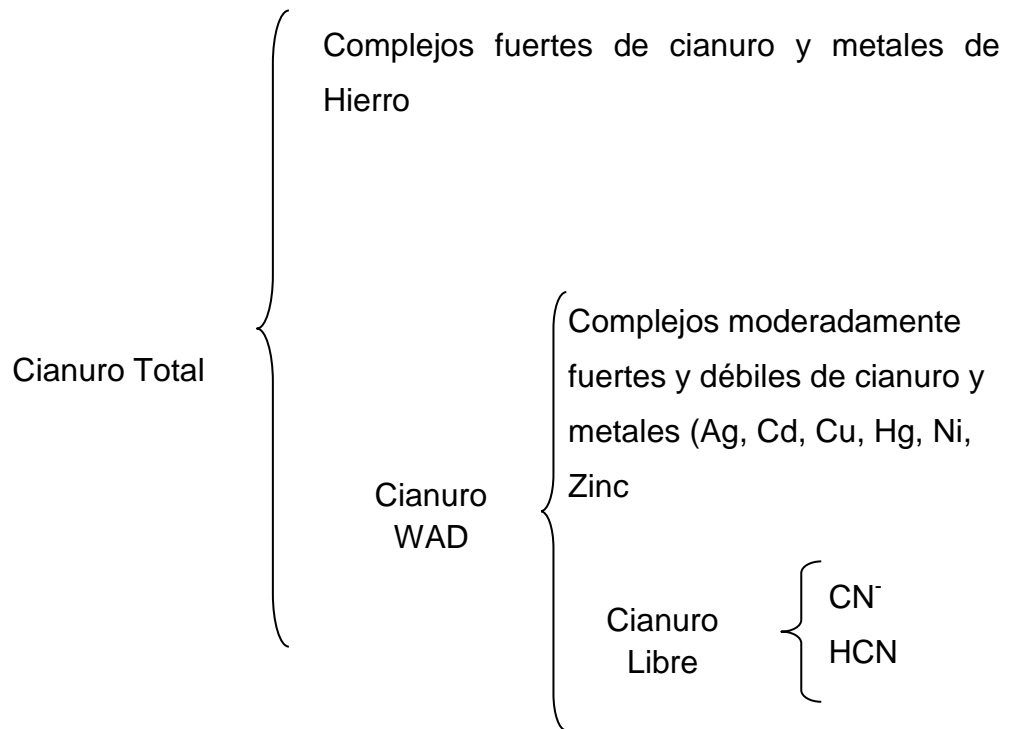 Complejos fuertes de cianuro y metales de
Hierro
Cianuro Total
Complejos moderadamente
fuertes y débiles de cianuro y
metales (Ag, Cd, Cu, Hg, Ni,
Zinc
Cianuro
WAD
Cianuro
Libre
CN⁻
HCN